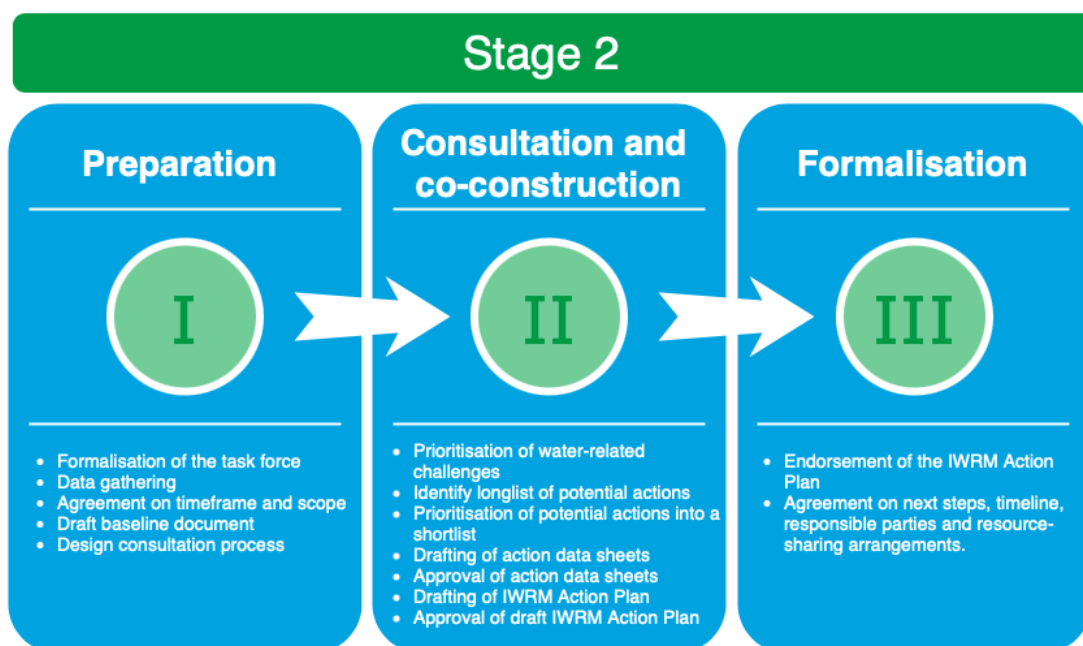 Stage 2
Preparation
I
• Formalisation of the task force
• Data gathering
• Agreement on timeframe and scope
• Draft baseline document
• Design consultation process
Consultation and
co-construction
II
• Prioritisation of water-related
challenges
• Identify longlist of potential actions
• Prioritisation of potential actions into a
shortlist
• Drafting of action data sheets
• Approval of action data sheets
• Drafting of IWRM Action Plan
• Approval of draft IWRM Action Plan
Formalisation
III
• Endorsement of the IWRM Action
Plan
• Agreement on next steps, timeline,
responsible parties and resource-
sharing arrangements.